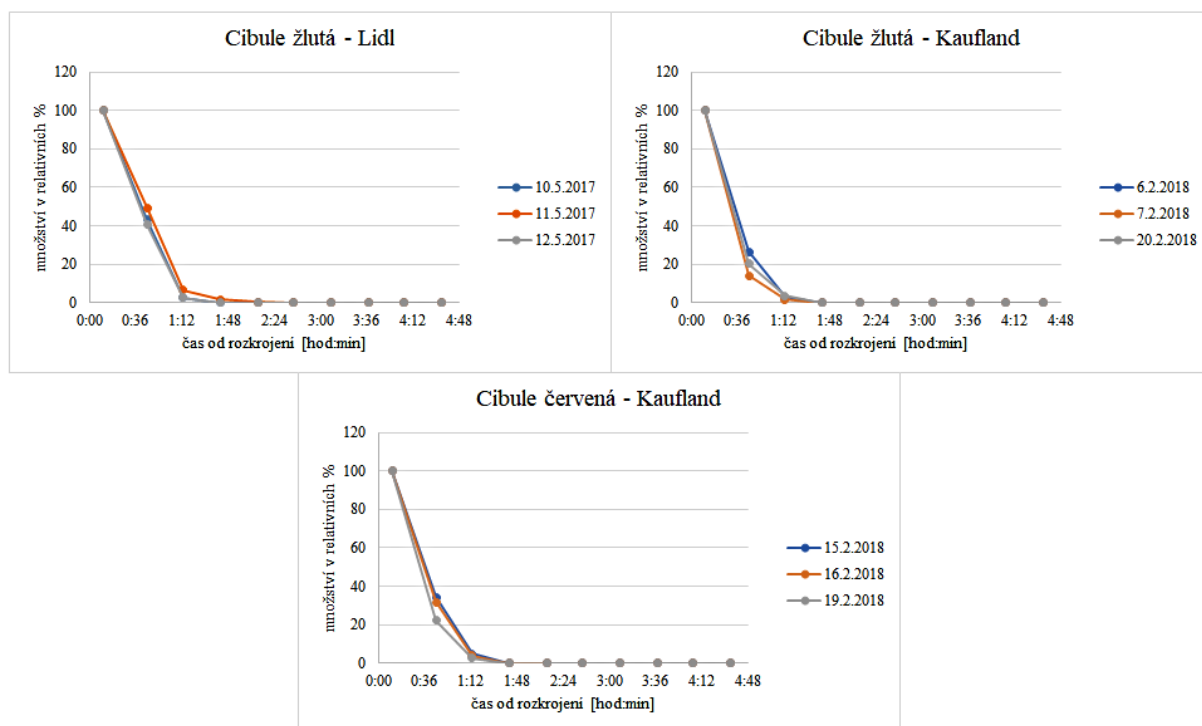 Cibule žlutá - Lidl
množství v relativních %
120
100
80
60
40
20
0
0:00 0:36 1:12 1:48 2:24 3:00 3:36 4:12 4:48
čas od rozkrojení [hod:min]
10.5.2017
11.5.2017
12.5.2017
Cibule žlutá - Kaufland
množství v relativních %
120
100
80
60
40
20
0
0:00 0:36 1:12 1:48 2:24 3:00 3:36 4:12 4:48
čas od rozkrojení [hod:min]
6.2.2018
7.2.2018
20.2.2018
Cibule červená - Kaufland
množství v relativních %
120
100
80
60
40
20
0
0:00 0:36 1:12 1:48 2:24 3:00 3:36 4:12 4:48
čas od rozkrojení [hod:min]
15.2.2018
16.2.2018
19.2.2018